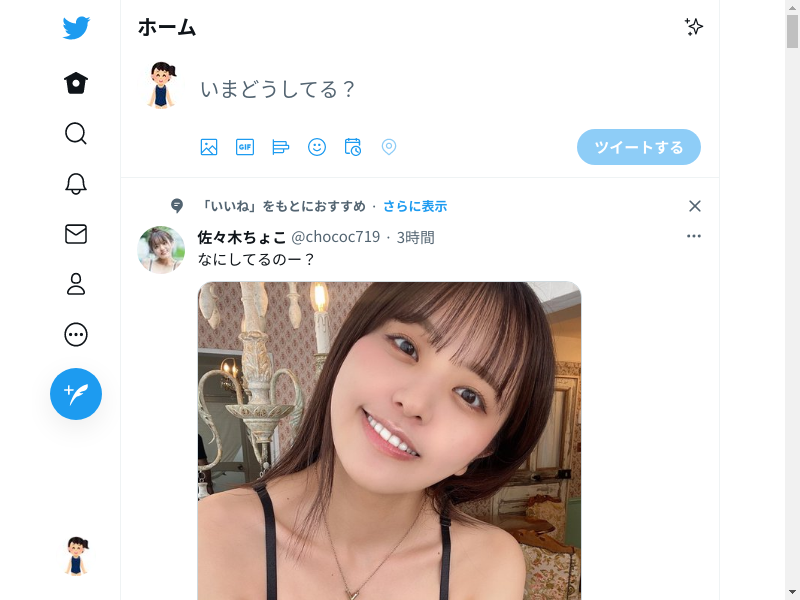 ホーム
いまどうしてる？
GIF
ツイートする
「いいね」をもとにおすすめ · さらに表示
佐々木ちょこ @chococ719 · 3時間
なにしてるのー？